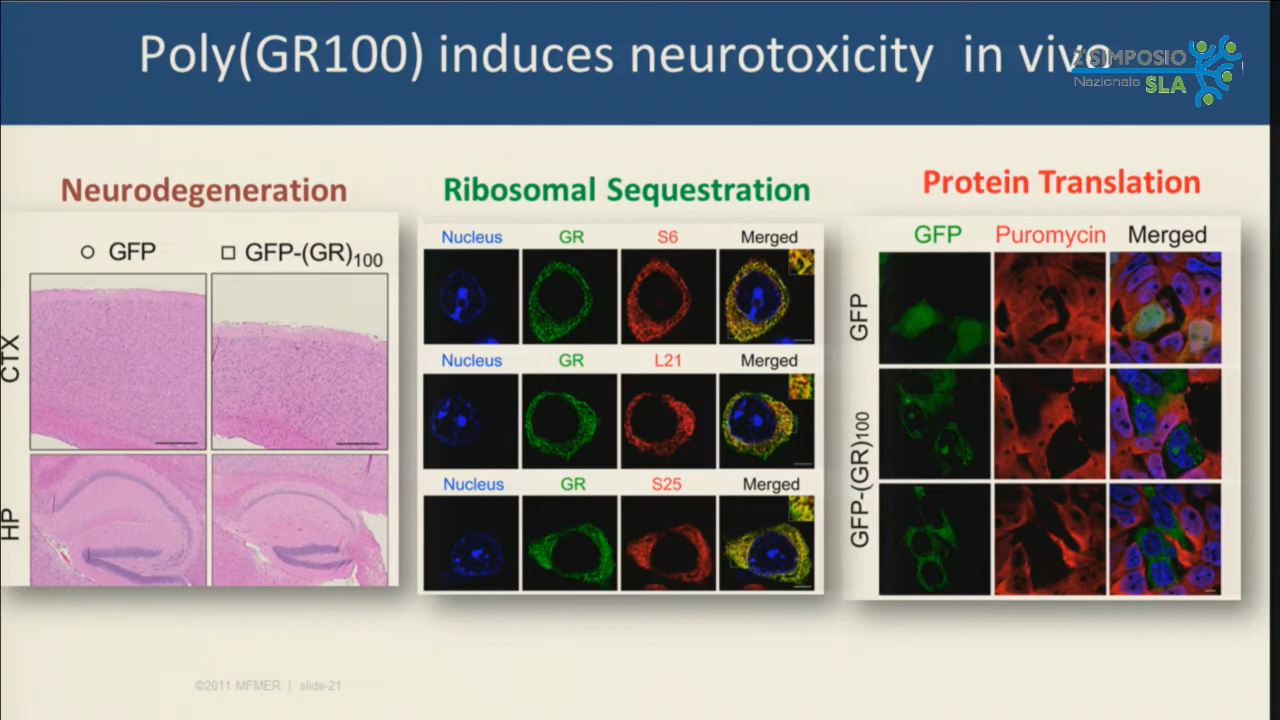 Poly(GR100) induces neurotoxicity in vivo
2° SIMPOSIO
Nazionale SLA
Neurodegeneration
GFP
GFP-(GR)100
CTX
HP
Ribosomal Sequestration
Nucleus GR S6 Merged
Nucleus GR L21 Merged
Nucleus GR S25 Merged
Protein Translation
GFP Puromycin Merged
GFP
GFP-(GR)100
©2011 MFMER | slide-21